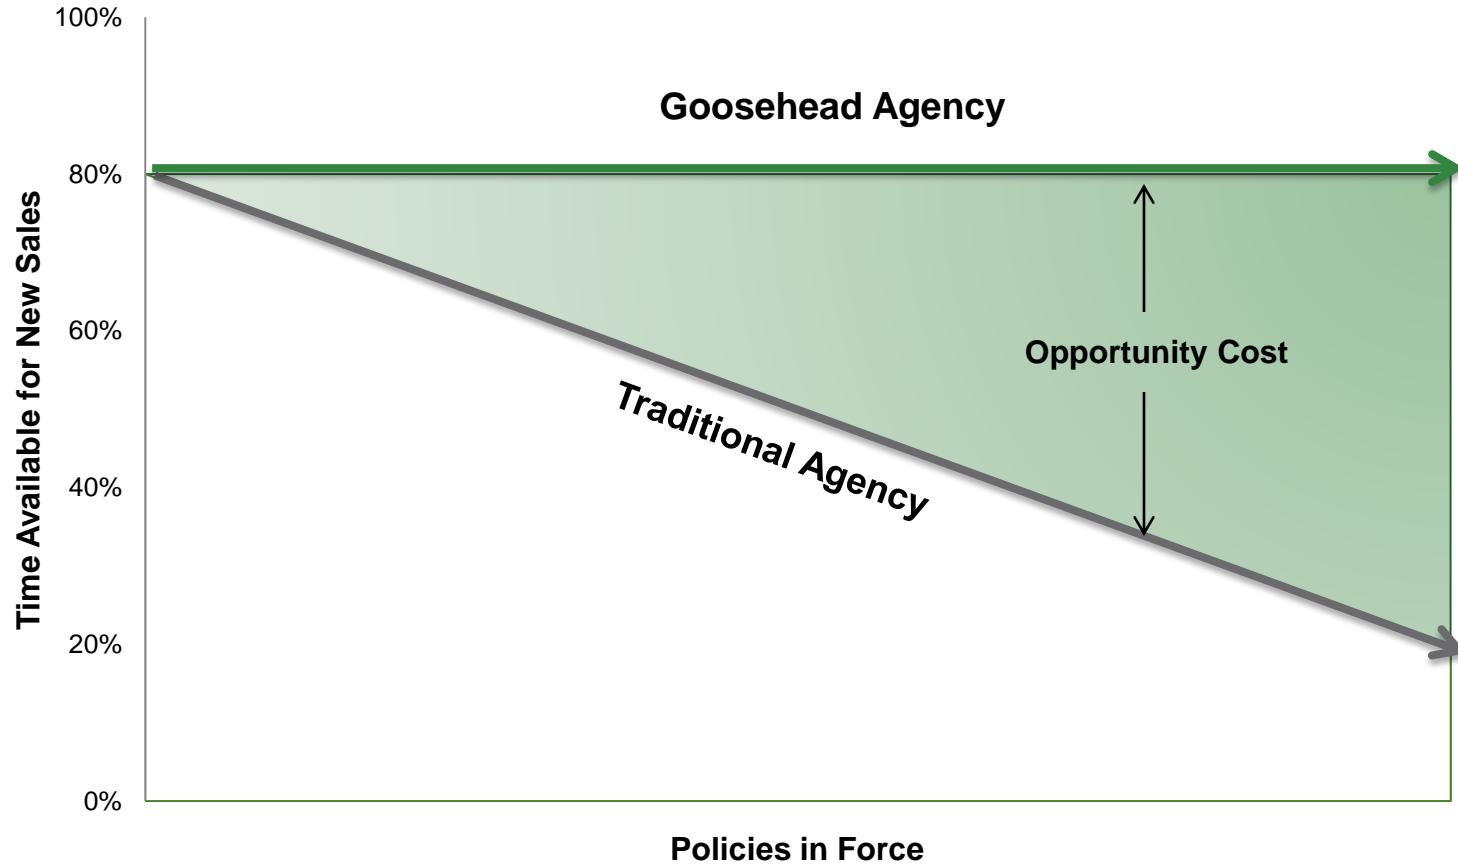 100%
Goosehead Agency
80%
Time Available for New Sales
60%
Opportunity Cost
Traditional Agency
40%
20%
0%
Policies in Force